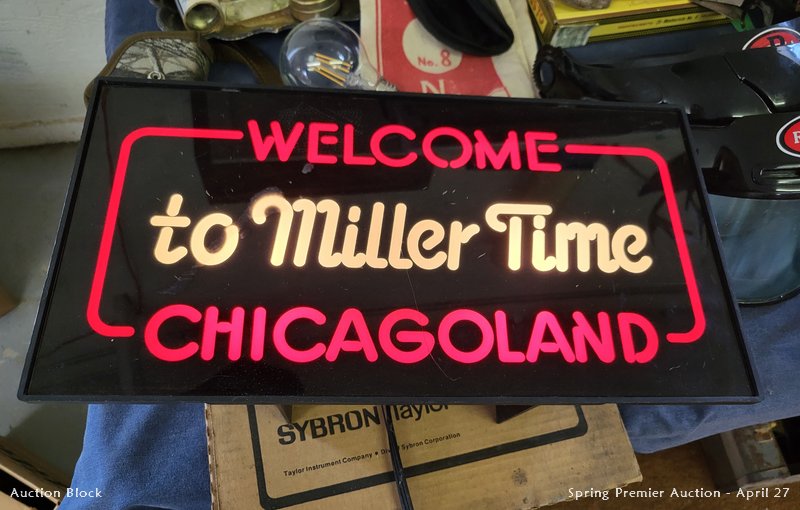 No. 8
N
WELCOME
to Miller Time
CHICAGOLAND
SYBRON Taylor
Taylor Instrument Company • Div. Sybron Corporation
Auction Block
Spring Premier Auction - April 27